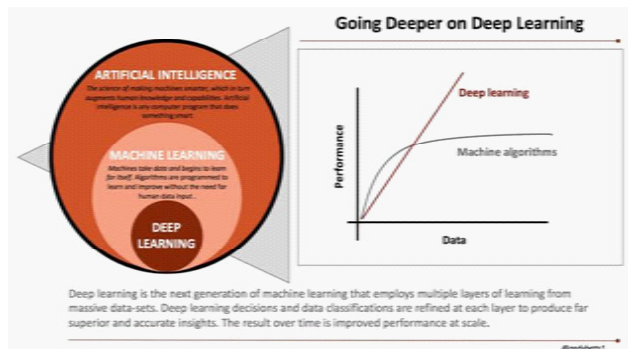 Going Deeper on Deep Learning
ARTIFICIAL INTELLIGENCE
The science of making machines smarter, which in turn
augments human knowledge and capabilities. Artificial
intelligence is any computer program that does
something smart
MACHINE LEARNING
Machines take data and begins to learn
for itself. Algorithms are programmed to
learn and improve without the need for
human data input.
DEEP
LEARNING
Performance
Deep learning
Machine algorithms
Data
Deep learning is the next generation of machine learning that employs multiple layers of learning from
massive data-sets. Deep learning decisions and data classifications are refined at each layer to produce far
superior and accurate insights. The result over time is improved performance at scale.